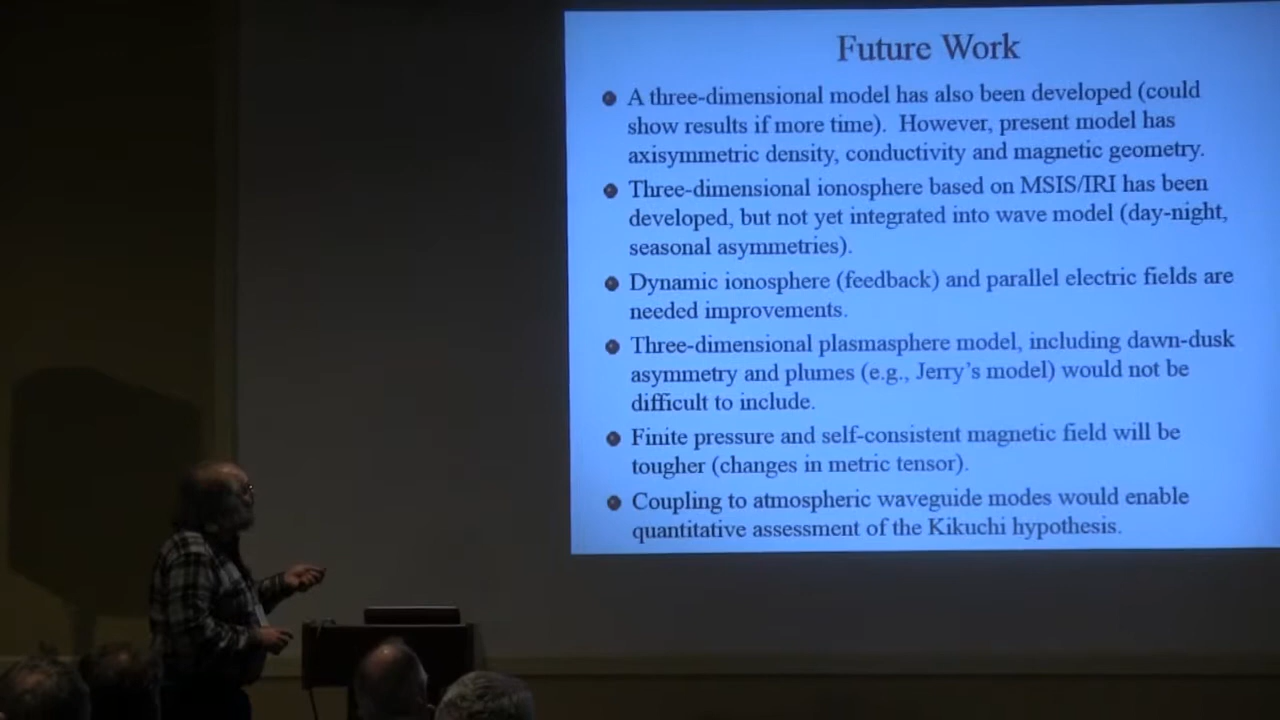 Future Work
A three-dimensional model has also been developed (could
show results if more time). However, present model has
axisymmetric density, conductivity and magnetic geometry.
Three-dimensional ionosphere based on MSIS/IRI has been
developed, but not yet integrated into wave model (day-night,
seasonal asymmetries).
Dynamic ionosphere (feedback) and parallel electric fields are
needed improvements.
Three-dimensional plasmasphere model, including dawn-dusk
asymmetry and plumes (e.g., Jerry's model) would not be
difficult to include.
Finite pressure and self-consistent magnetic field will be
tougher (changes in metric tensor).
Coupling to atmospheric waveguide modes would enable
quantitative assessment of the Kikuchi hypothesis.